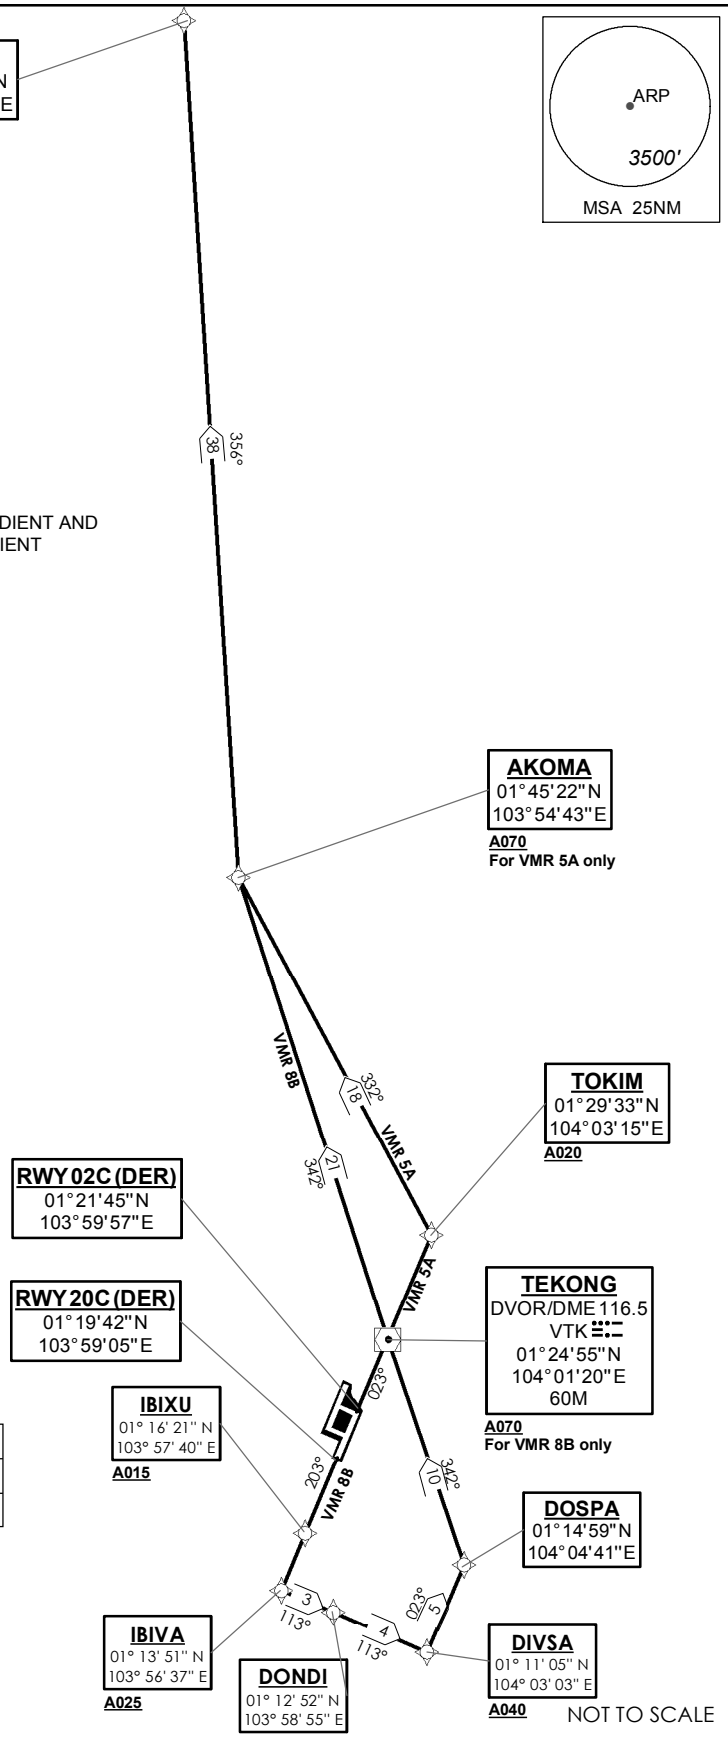 N
E
ARP
3500'
MSA 25NM
38
356°
DIENT AND
IENT
AKOMA
01°45'22"N
103°54'43"E
A070
For VMR 5A only
VMR 8B
332°
18
TOKIM
01°29'33"N
104°03'15"E
A020
VMR 5A
21
342°
RWY 02C (DER)
01°21'45"N
103°59'57"E
VMR 5A
TEKONG
DVOR/DME 116.5
VTK
01°24'55"N
104°01'20"E
60M
A070
For VMR 8B only
RWY 20C (DER)
01°19'42"N
103°59'05"E
023°
IBIXU
01° 16' 21" N
103° 57' 40" E
A015
203°
VMR 8B
342°
10
DOSPA
01°14'59"N
104°04'41"E
3
113°
4
113°
023°
5
IBIVA
01° 13' 51" N
103° 56' 37" E
A025
DONDI
01° 12' 52" N
103° 58' 55" E
DIVSA
01° 11' 05" N
104° 03' 03" E
A040
NOT TO SCALE